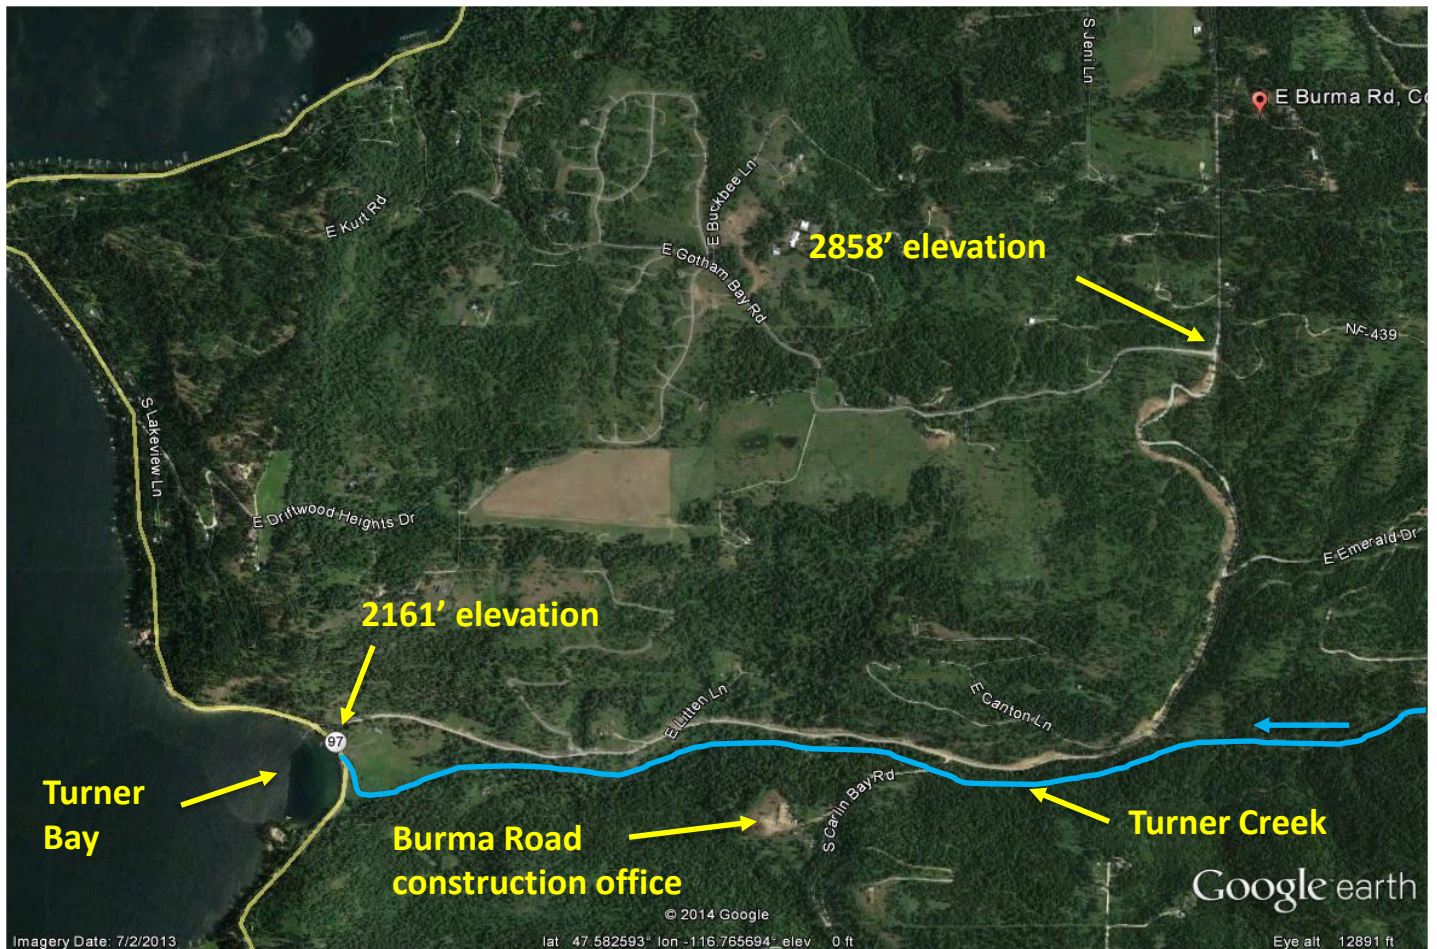 S Jeni Ln
E Burma Rd, Co
E Kurt Rd
E Buckbee Ln
E Gotham Bay Rd
2858’ elevation
NF-439
S Lakeview Ln
E Driftwood Heights Dr
E Emerald Dr
2161’ elevation
E Litten Ln
E Canton Ln
97
Turner
Bay
S Carlin Bay Rd
Burma Road
construction office
Turner Creek
Google earth
© 2014 Google
Imagery Date: 7/2/2013
lat 47.582593° lon -116.765694° elev 0 ft
Eye alt 12891 ft